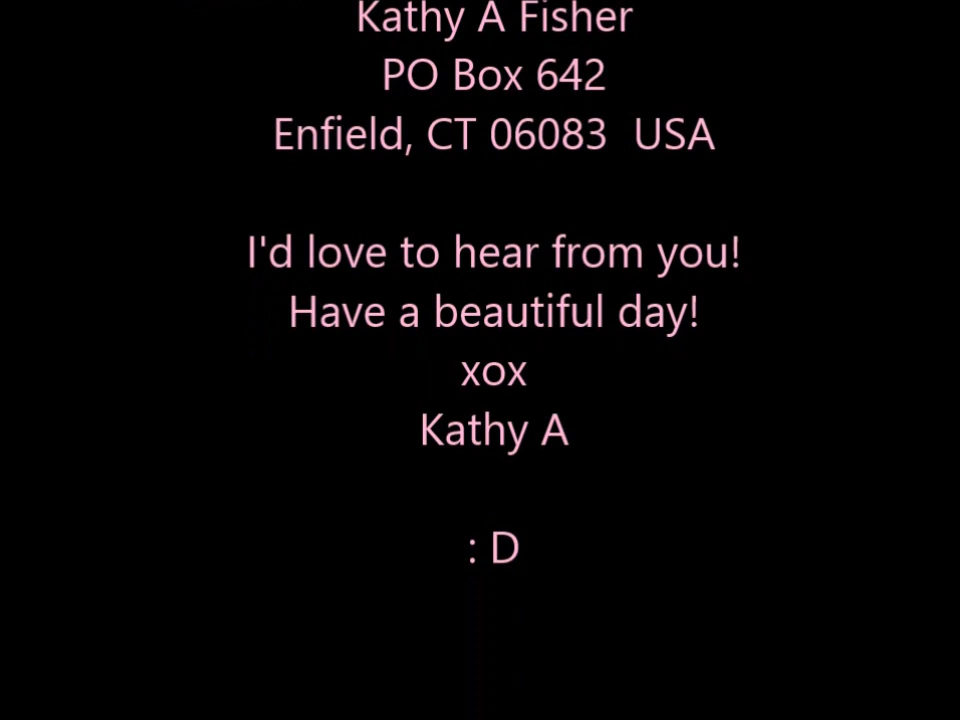 Kathy A Fisher
PO Box 642
Enfield, CT 06083  USA
I'd love to hear from you!
Have a beautiful day!
xox
Kathy A
: D